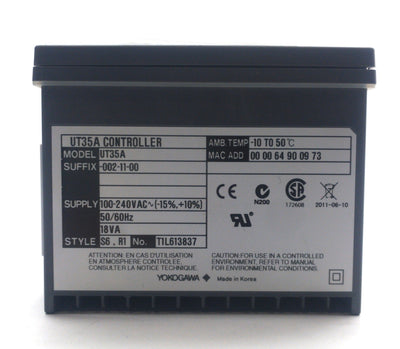 UT35A CONTROLLER
MODEL UT35A
SUFFIX -002-11-00
SUPPLY 100-240VAC~(-15%,+10%)
50/60Hz
18VA
STYLE S6 . R1 No. T1L613837
AMB.TEMP -10 TO 50 ℃
MAC ADD 00 00 64 90 09 73
CE N200 SA 172608 2011-06-10
RU
ATTENTION: EN CAS D'UTILISATION
EN ATMOSPHERE CONTROLEE,
CONSULTER LA NOTICE TECHNIQUE.
CAUTION:FOR USE IN A CONTROLLED
ENVIRONMENT, REFER TO MANUAL FOR
ENVIRONMENTAL CONDITIONS.
YOKOGAWA Made in Korea